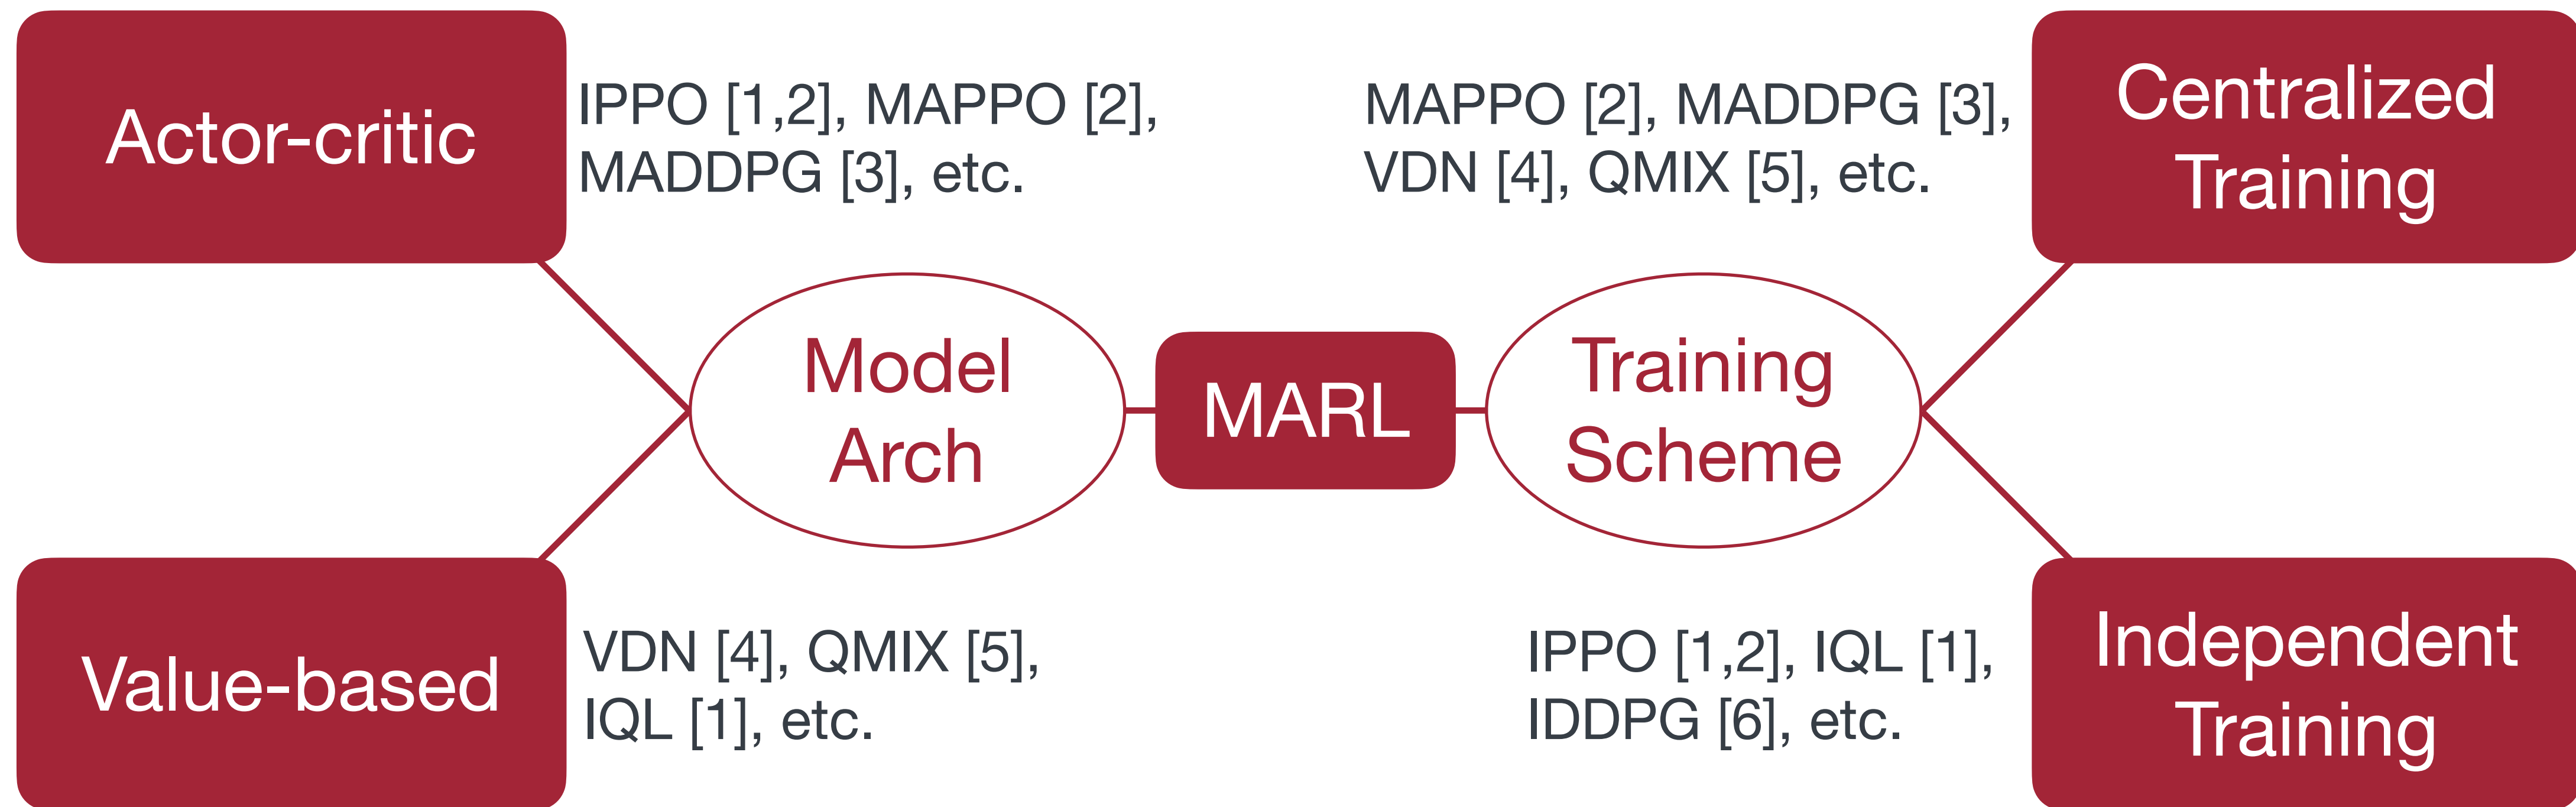 Actor-critic
IPPO [1,2], MAPPO [2],
MADDPG [3], etc.
MAPPO [2], MADDPG [3],
VDN [4], QMIX [5], etc.
Centralized
Training
Model
Arch
MARL
Training
Scheme
Value-based
VDN [4], QMIX [5],
IQL [1], etc.
IPPO [1,2], IQL [1],
IDDPG [6], etc.
Independent
Training